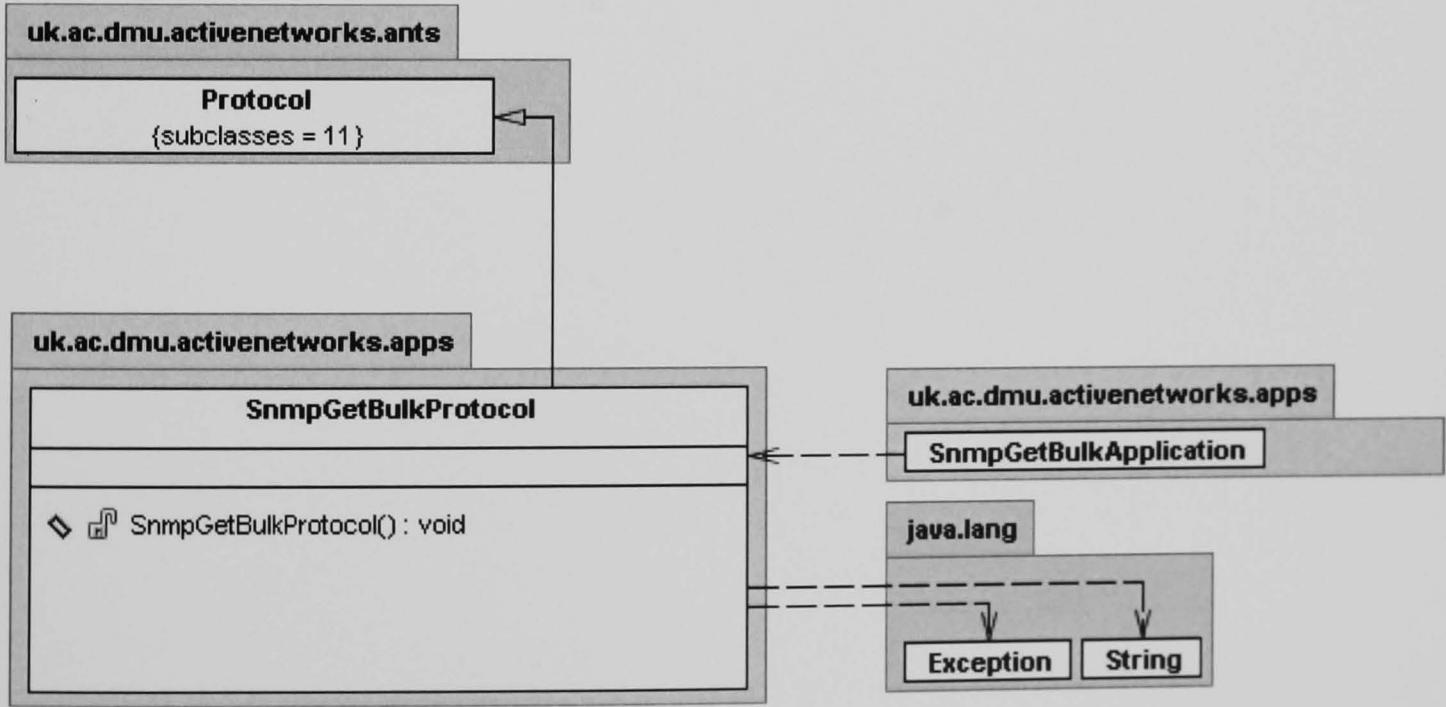 uk.ac.dmu.activenetworks.ants
Protocol
{subclasses = 11}
uk.ac.dmu.activenetworks.apps
SnmpGetBulkProtocol
SnmpGetBulkProtocol() : void
uk.ac.dmu.activenetworks.apps
SnmpGetBulkApplication
java.lang
Exception
String